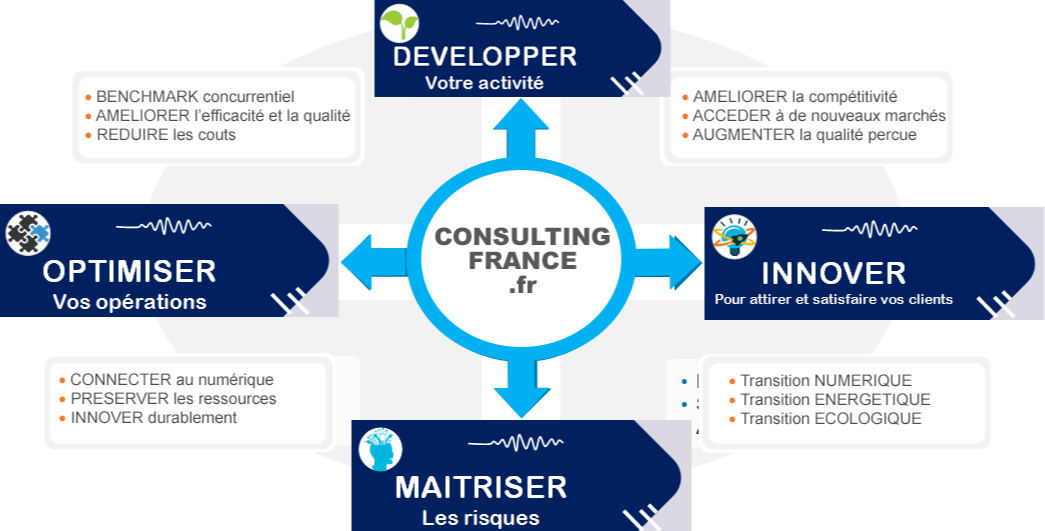 DEVELOPPER
Votre activité
• BENCHMARK concurrentiel
• AMELIORER l'efficacité et la qualité
• REDUIRE les couts
• AMELIORER la compétitivité
• ACCEDER à de nouveaux marchés
• AUGMENTER la qualité percue
OPTIMISER
Vos opérations
CONSULTING
FRANCE
.fr
INNOVER
Pour attirer et satisfaire vos clients
• CONNECTER au numérique
• PRESERVER les ressources
• INNOVER durablement
• Transition NUMERIQUE
• Transition ENERGETIQUE
• Transition ECOLOGIQUE
MAITRISER
Les risques